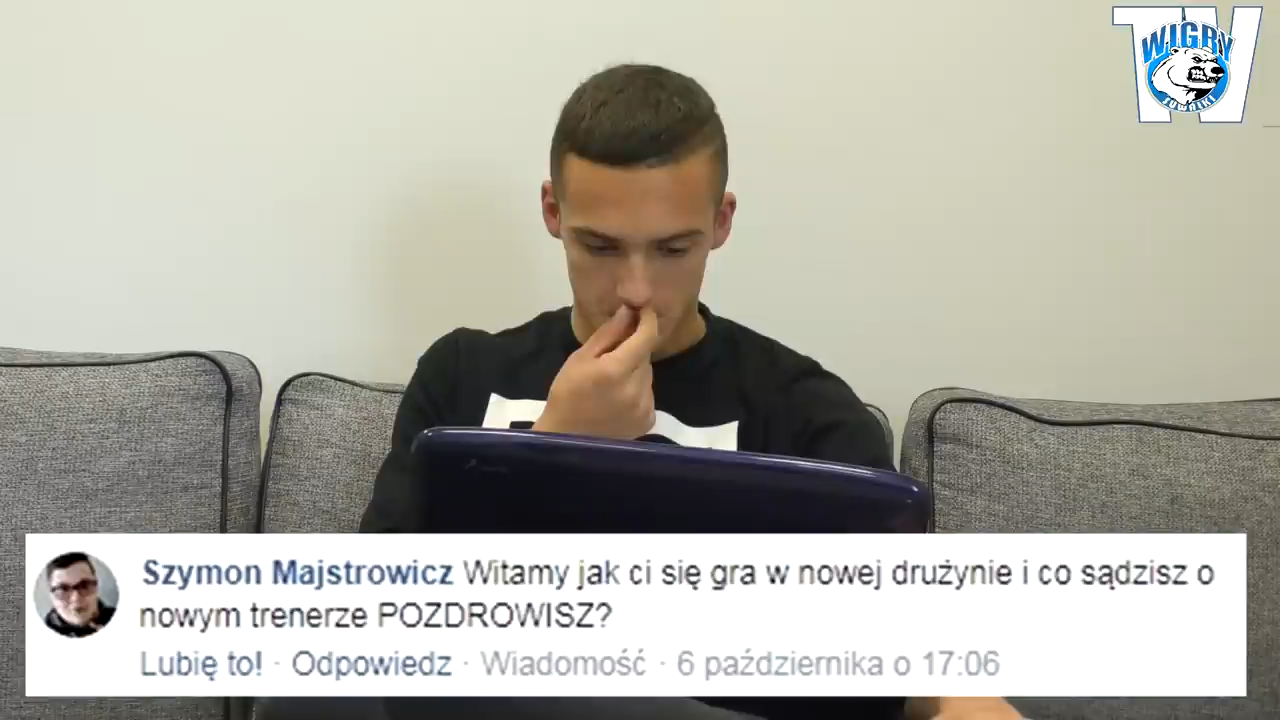 WIGRY
SUWAŁKI
Szymon Majstrowicz Witamy jak ci się gra w nowej drużynie i co sądzisz o
nowym trenerze POZDROWISZ?
Lubię to! · Odpowiedz · Wiadomość · 6 października o 17:06